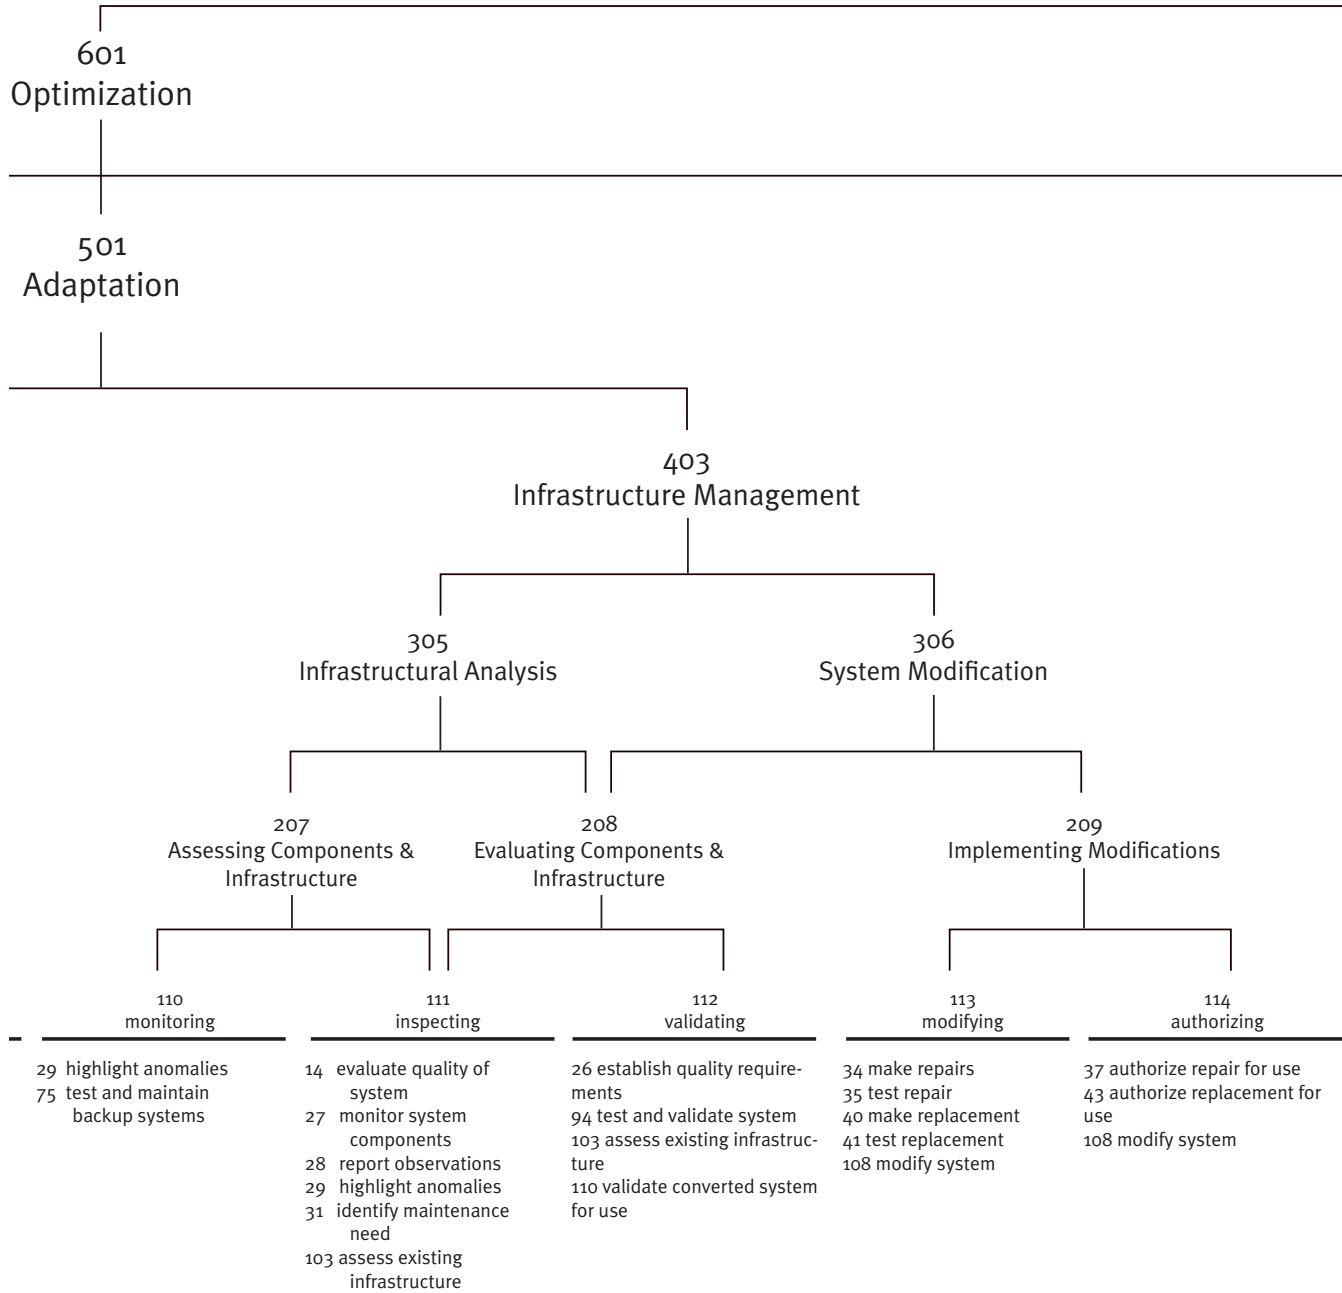 601
Optimization
501
Adaptation
403
Infrastructure Management
305
Infrastructural Analysis
306
System Modification
207
Assessing Components &
Infrastructure
208
Evaluating Components &
Infrastructure
209
Implementing Modifications
110
monitoring
29 highlight anomalies
75 test and maintain
backup systems
111
inspecting
14 evaluate quality of
system
27 monitor system
components
28 report observations
29 highlight anomalies
31 identify maintenance
need
103 assess existing
infrastructure
112
validating
26 establish quality require-
ments
94 test and validate system
103 assess existing infrastruc-
ture
110 validate converted system
for use
113
modifying
34 make repairs
35 test repair
40 make replacement
41 test replacement
108 modify system
114
authorizing
37 authorize repair for use
43 authorize replacement for
use
108 modify system